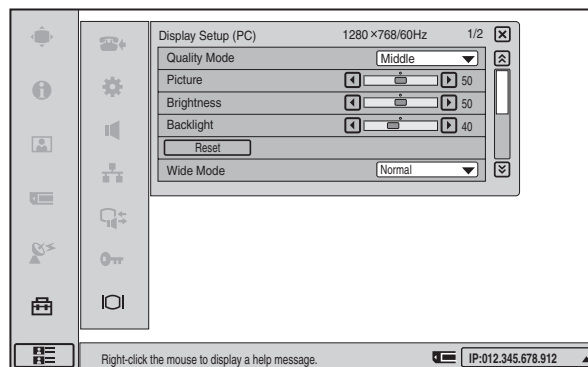 Display Setup (PC) 1280 ×768/60Hz 1/2
Quality Mode Middle
Picture 50
Brightness 50
Backlight 40
Reset
Wide Mode Normal
Right-click the mouse to display a help message. IP:012.345.678.912